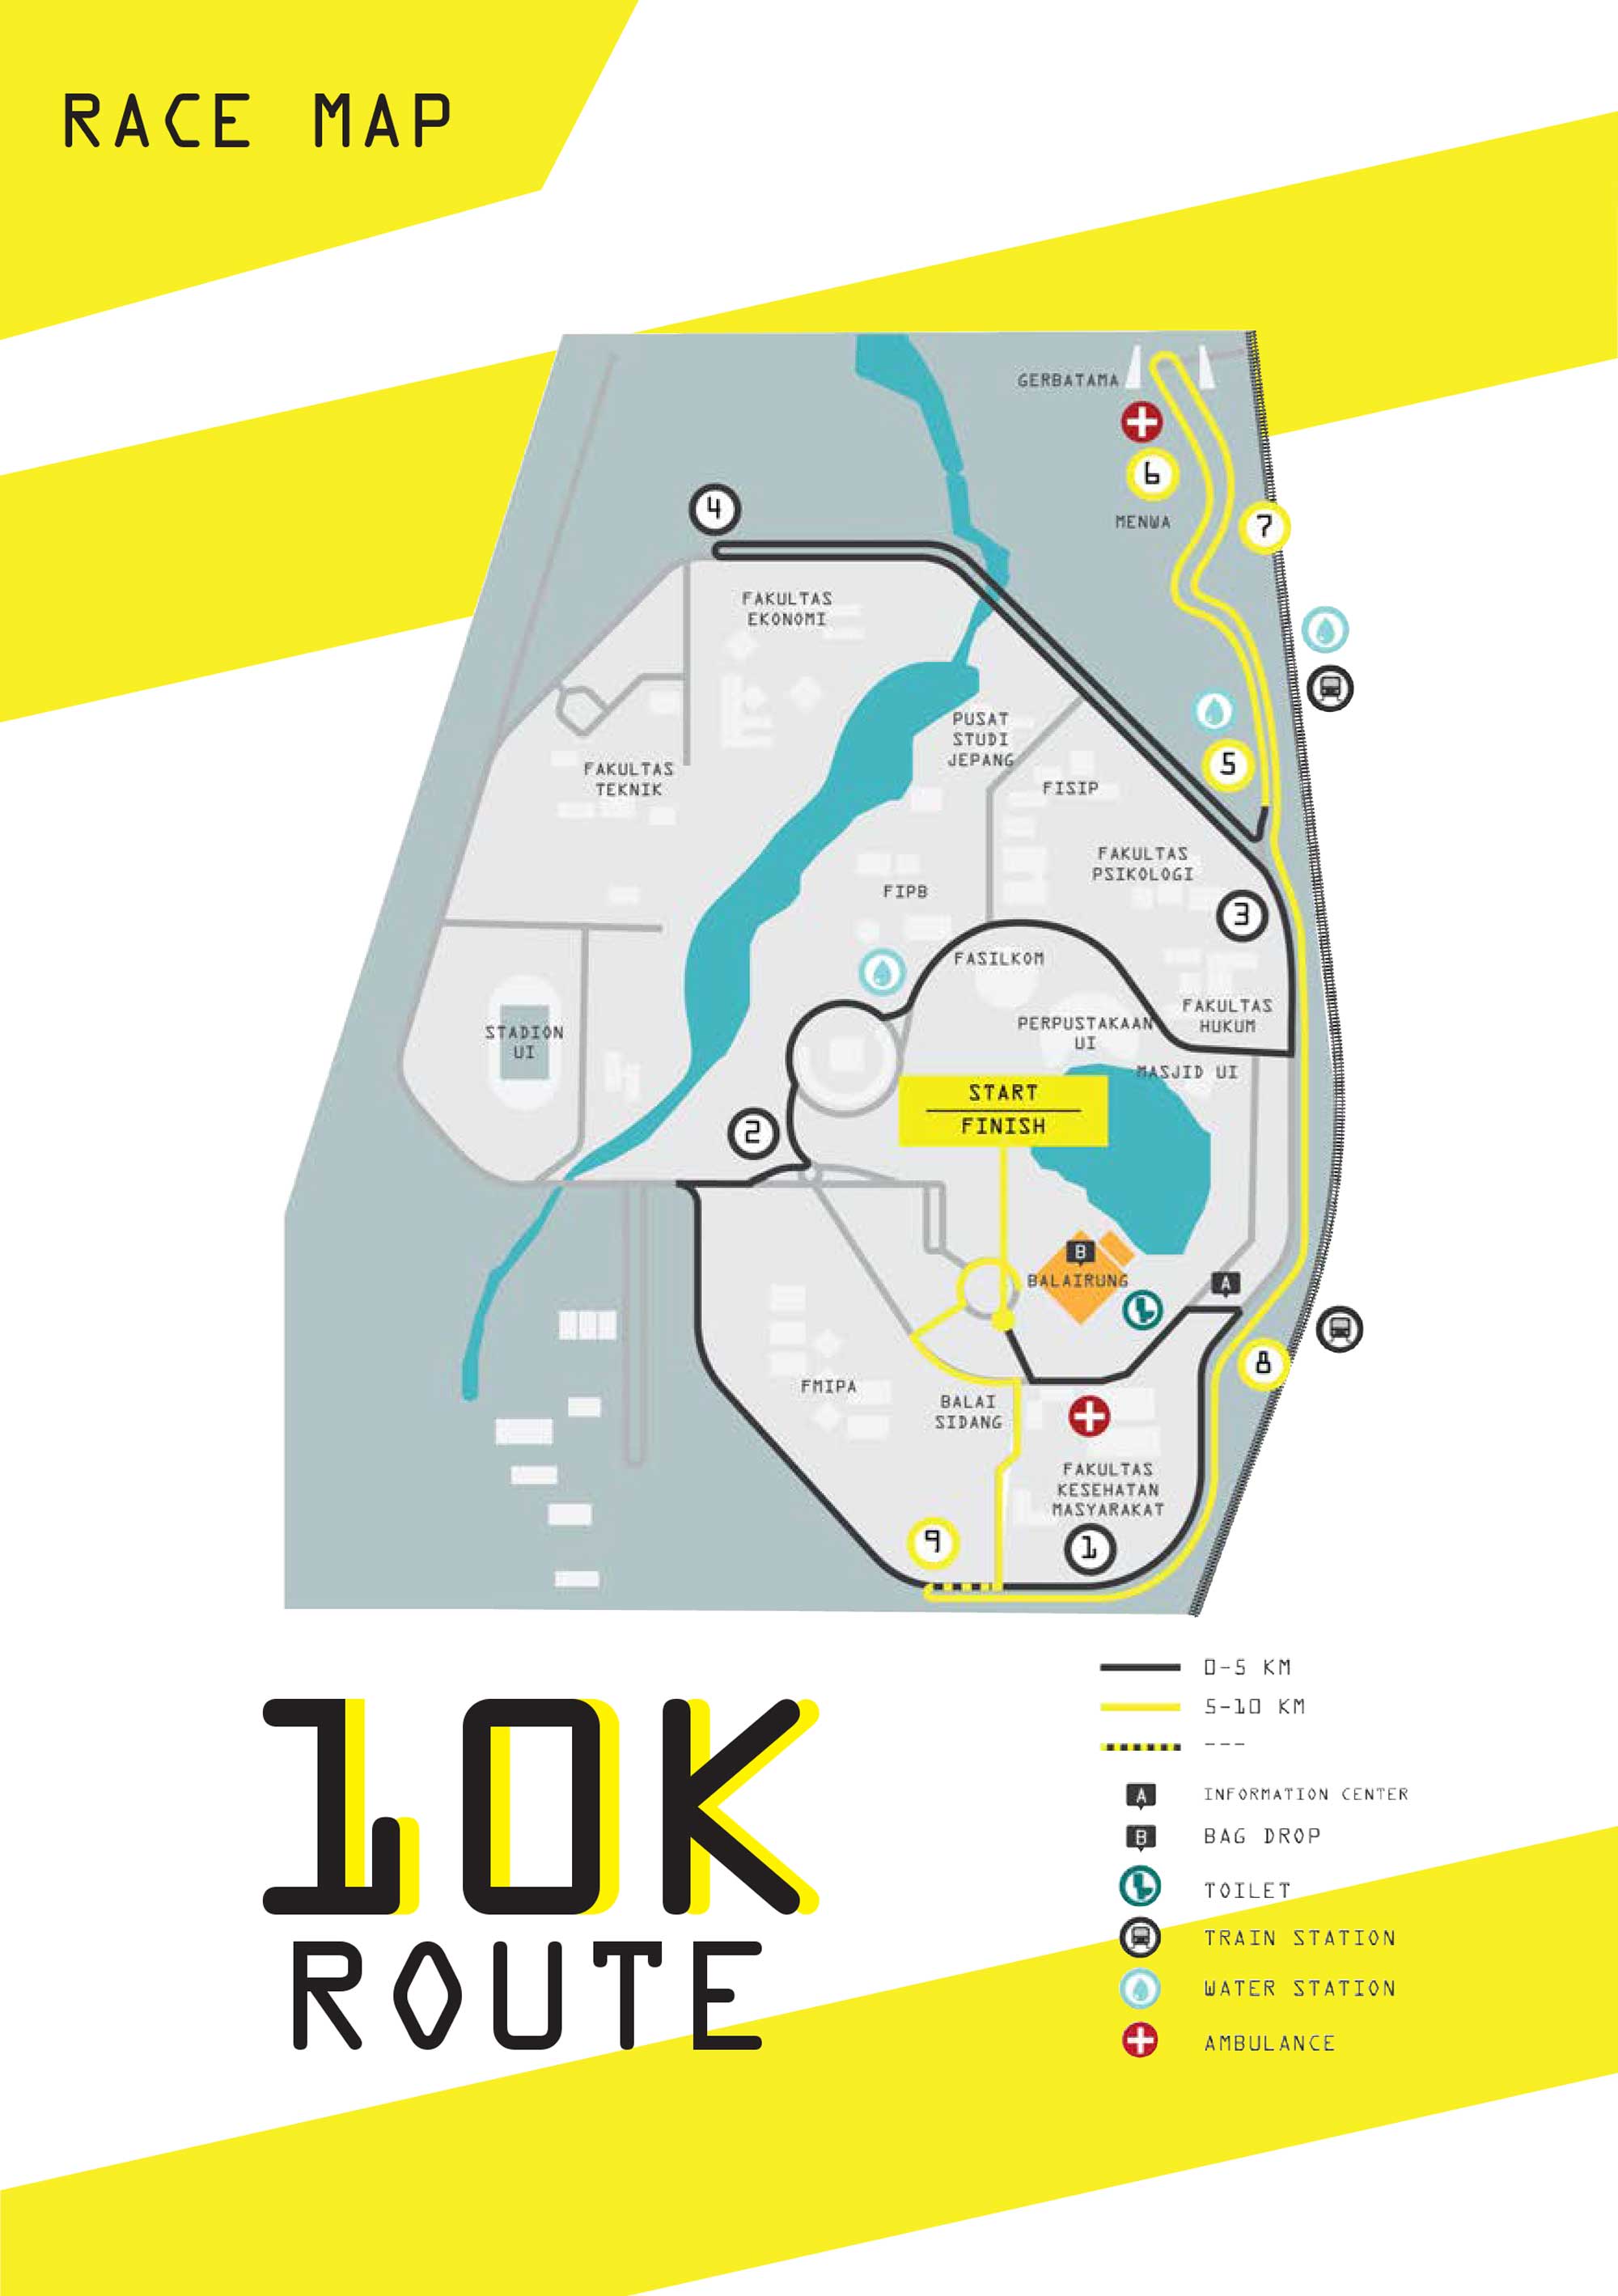 RACE MAP
GERBATAMA
6
MENWA
7
4
FAKULTAS
EKONOMI
PUSAT
STUDI
JEPANG
5
FAKULTAS
TEKNIK
FISIP
FAKULTAS
PSIKOLOGI
FIPB
3
FASILKOM
STADION
UI
PERPUSTAKAAN
UI
FAKULTAS
HUKUM
MASJID UI
START
FINISH
2
B
BALAIRUNG
A
8
FMIPA
BALAI
SIDANG
FAKULTAS
KESEHATAN
MASYARAKAT
9
1
10K
ROUTE
0-5 KM
5-10 KM
---
A INFORMATION CENTER
B BAG DROP
TOILET
TRAIN STATION
WATER STATION
AMBULANCE